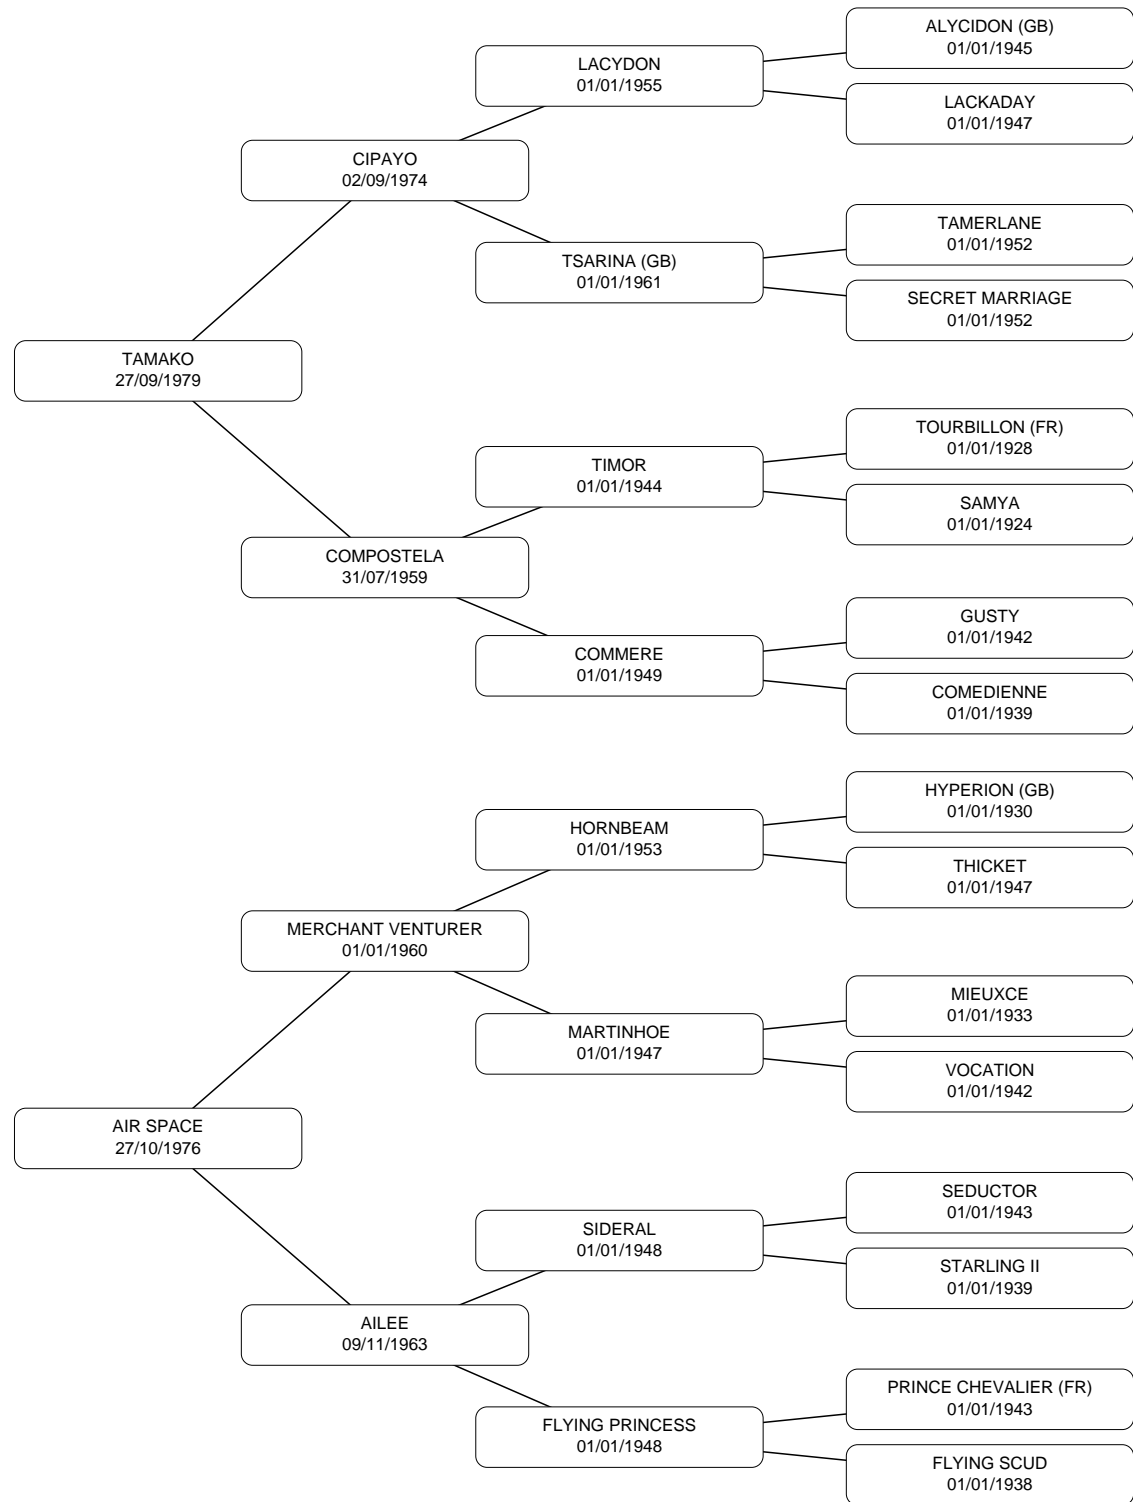 ALYCIDON (GB)
01/01/1945
LACYDON
01/01/1955
LACKADAY
01/01/1947
CIPAYO
02/09/1974
TAMERLANE
01/01/1952
TSARINA (GB)
01/01/1961
SECRET MARRIAGE
01/01/1952
TAMAKO
27/09/1979
TOURBILLON (FR)
01/01/1928
TIMOR
01/01/1944
SAMYA
01/01/1924
COMPOSTELA
31/07/1959
GUSTY
01/01/1942
COMMERE
01/01/1949
COMEDIENNE
01/01/1939
HYPERION (GB)
01/01/1930
HORNBEAM
01/01/1953
THICKET
01/01/1947
MERCHANT VENTURER
01/01/1960
MIEUXCE
01/01/1933
MARTINHOE
01/01/1947
VOCATION
01/01/1942
AIR SPACE
27/10/1976
SEDUCTOR
01/01/1943
SIDERAL
01/01/1948
STARLING II
01/01/1939
AILEE
09/11/1963
PRINCE CHEVALIER (FR)
01/01/1943
FLYING PRINCESS
01/01/1948
FLYING SCUD
01/01/1938